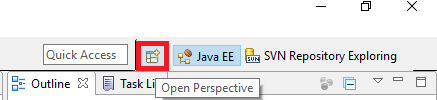 Quick Access Java EE SVN Repository Exploring
Outline Task Li
Open Perspective